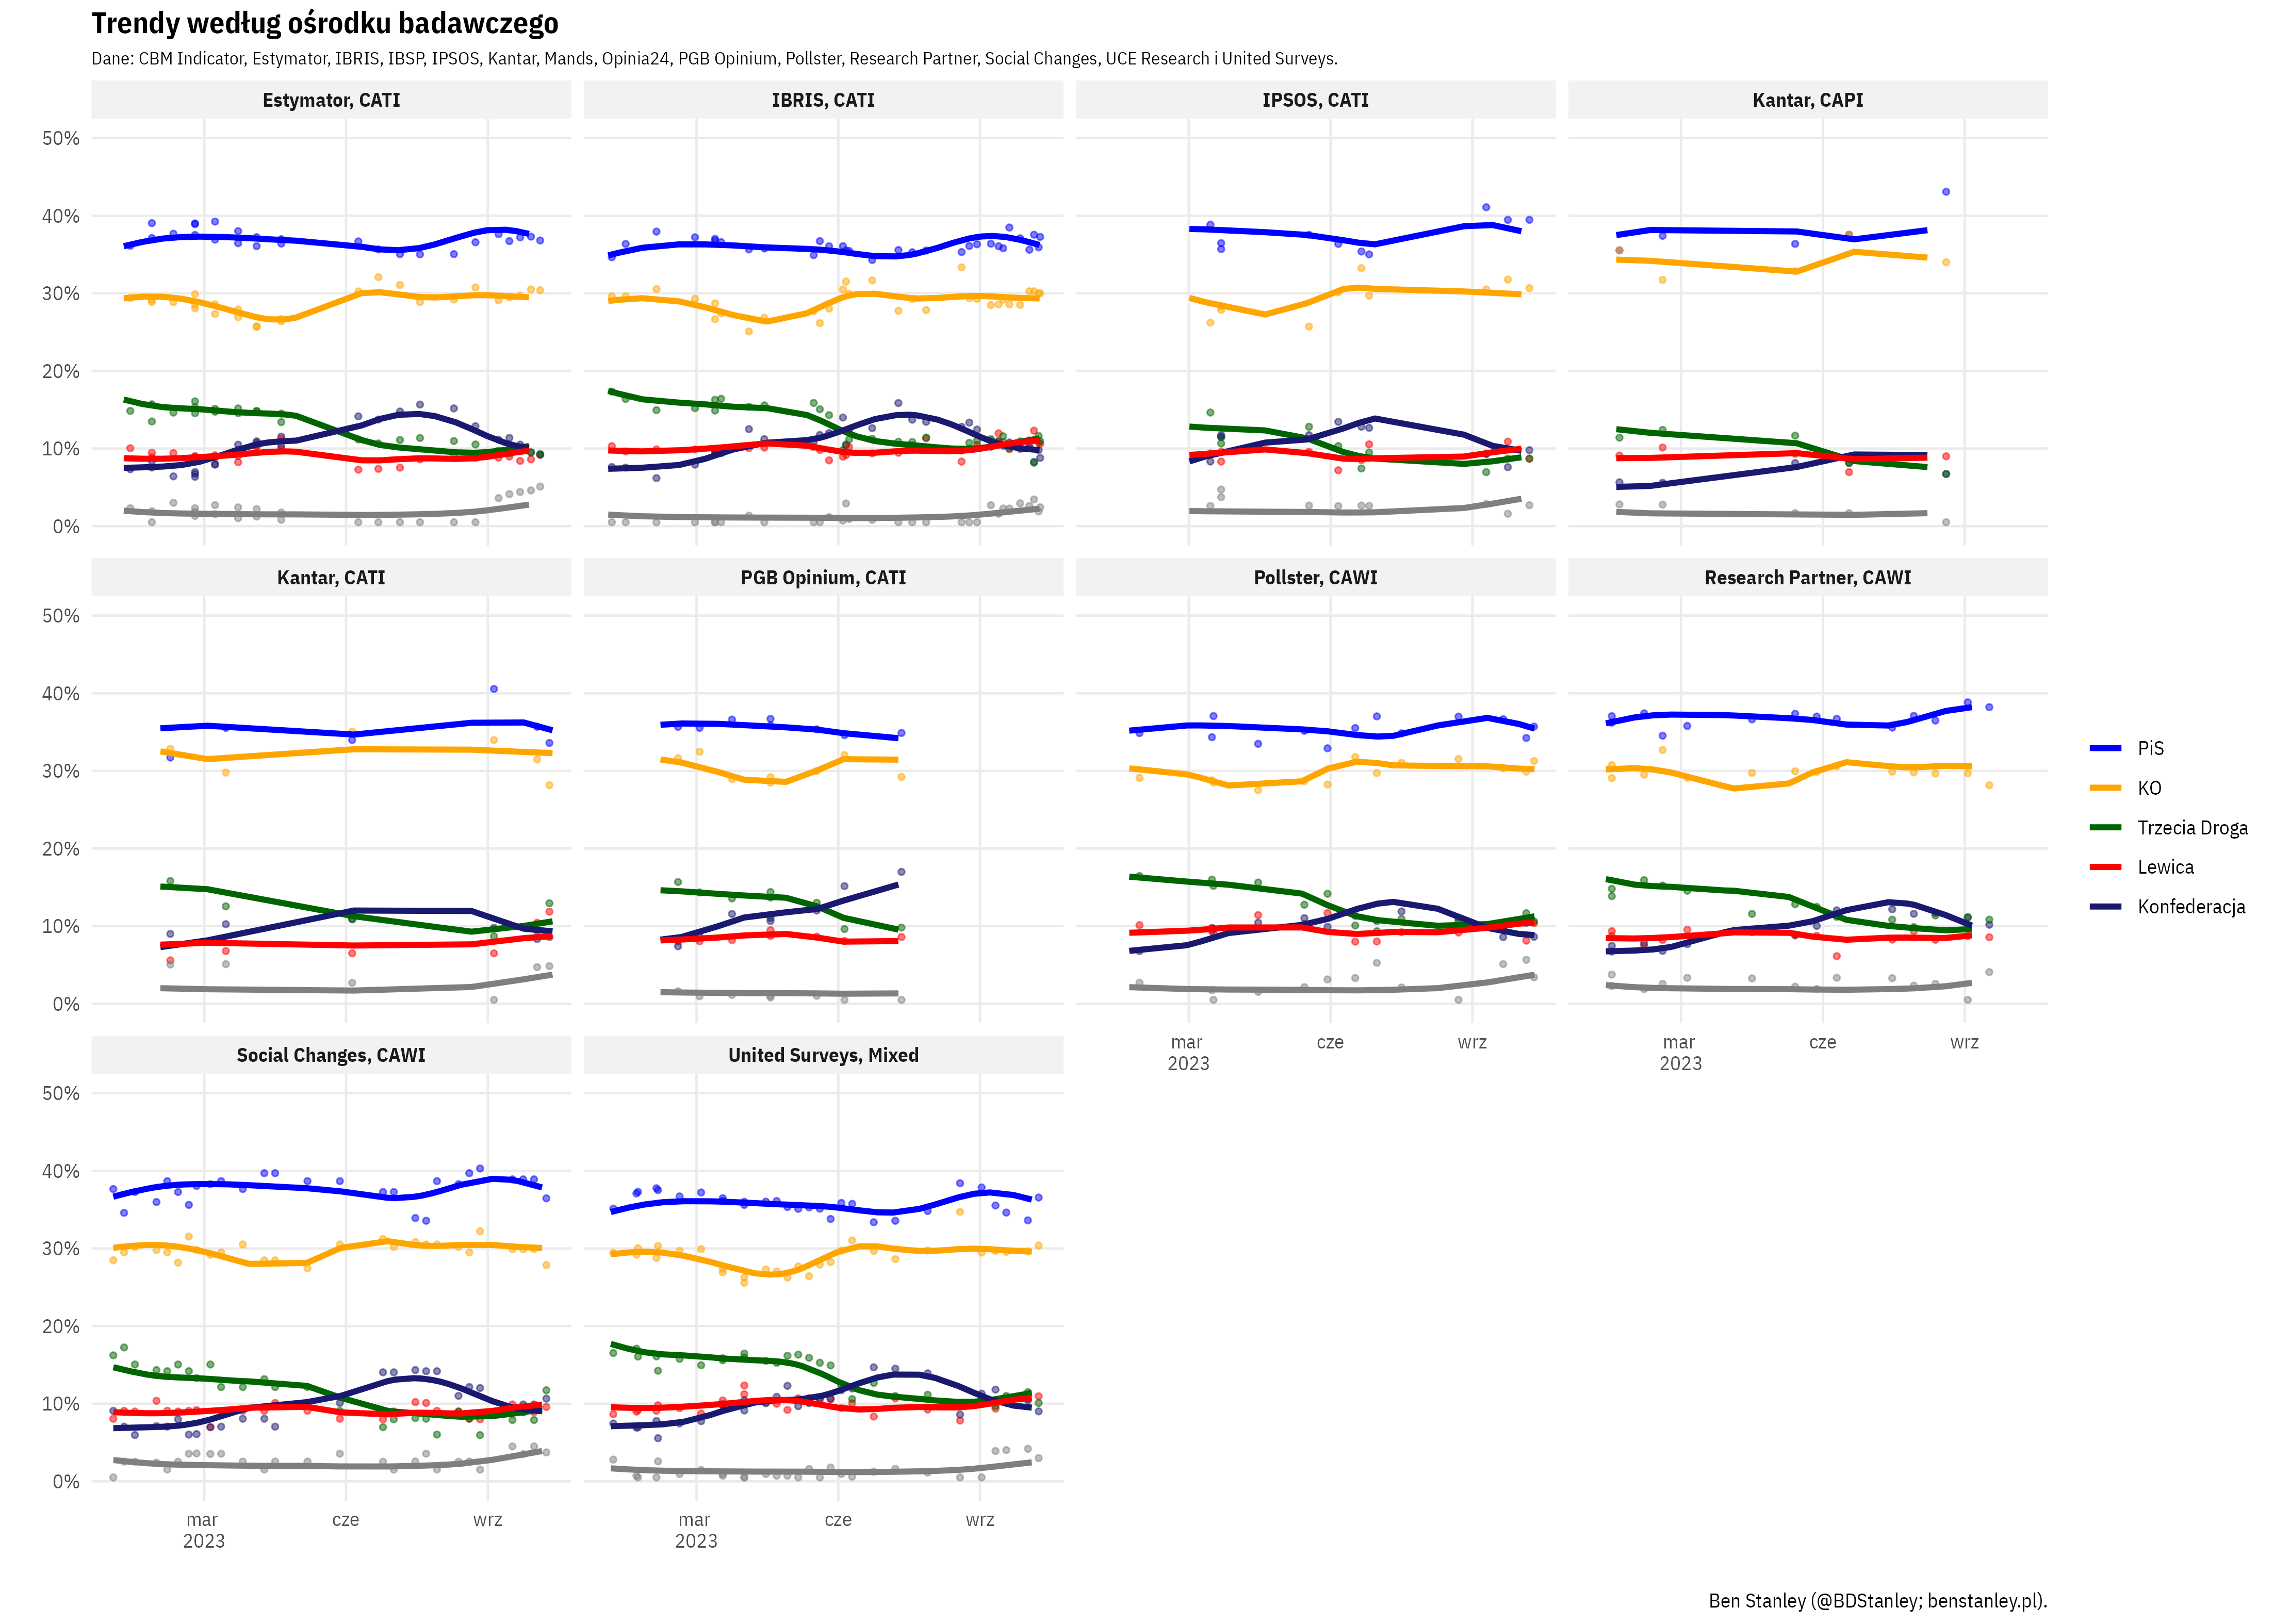 Trendy według ośrodku badawczego
Dane: CBM Indicator, Estymator, IBRIS, IBSP, IPSOS, Kantar, Mands, Opinia24, PGB Opinium, Pollster, Research Partner, Social Changes, UCE Research i United Surveys.
Estymator, CATI
IBRIS, CATI
IPSOS, CATI
Kantar, CAPI
50%
40%
30%
20%
10%
0%
Kantar, CATI
PGB Opinium, CATI
Pollster, CAWI
Research Partner, CAWI
50%
40%
30%
20%
10%
0%
mar
2023
cze
wrz
mar
2023
cze
wrz
Social Changes, CAWI
United Surveys, Mixed
50%
40%
30%
20%
10%
0%
mar
2023
cze
wrz
mar
2023
cze
wrz
PiS
KO
Trzecia Droga
Lewica
Konfederacja
Ben Stanley (@BDStanley; benstanley.pl).